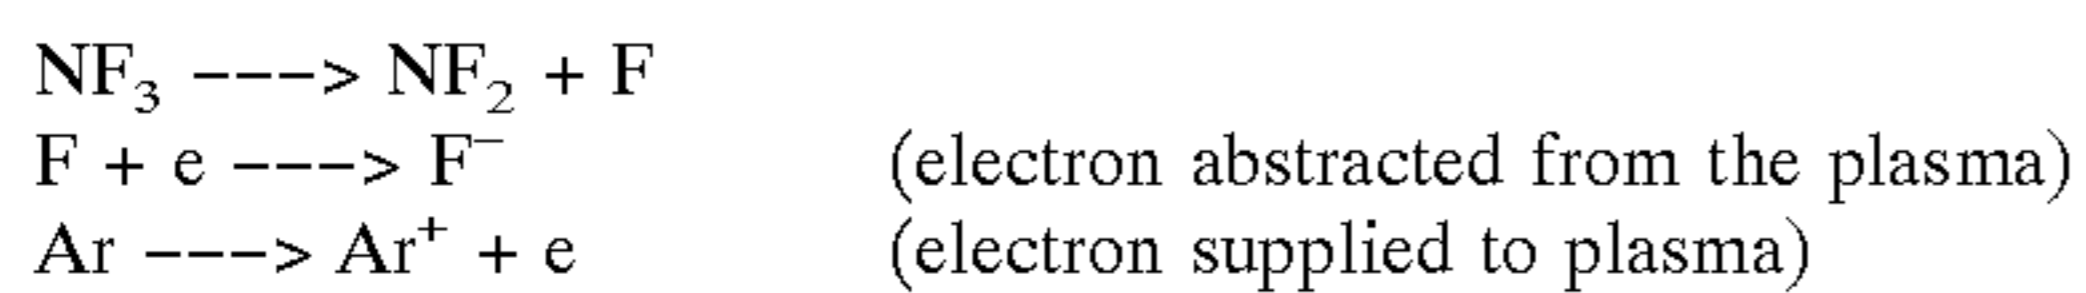 NF₃ ---> NF₂ + F
F + e ---> F⁻ (electron abstracted from the plasma)
Ar ---> Ar⁺ + e (electron supplied to plasma)